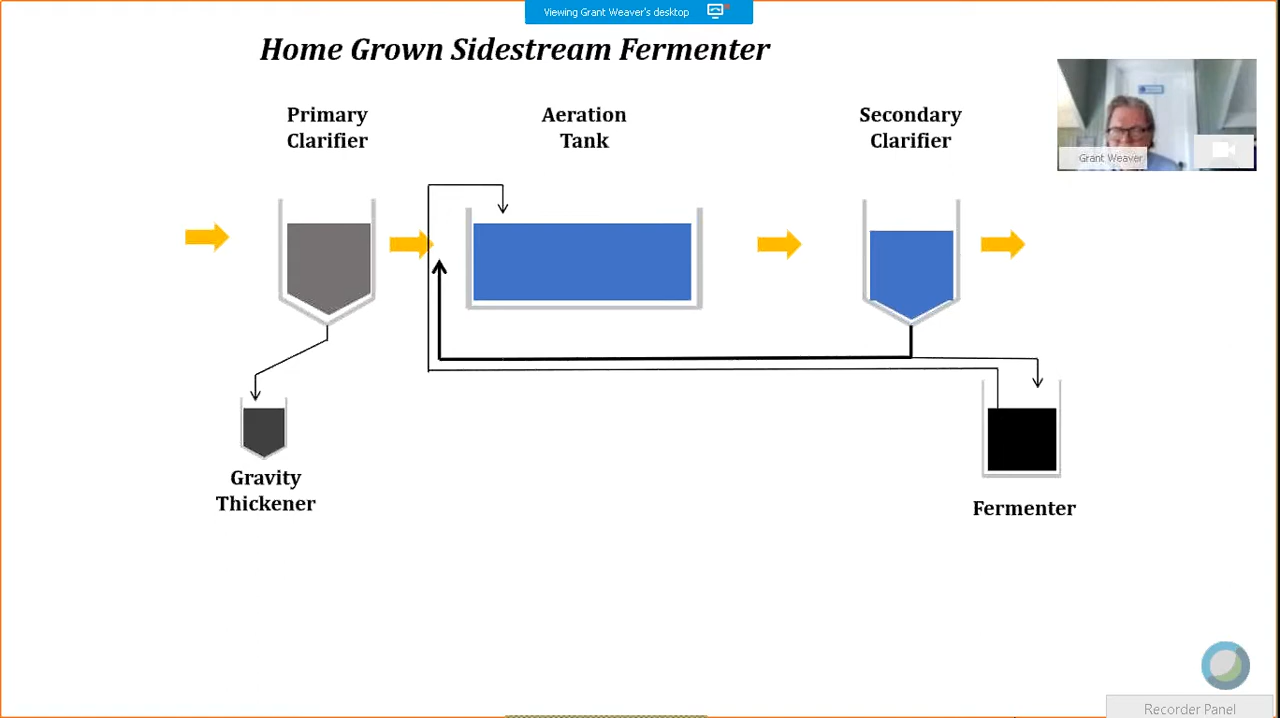 Viewing Grant Weaver's desktop
Home Grown Sidestream Fermenter
Primary
Clarifier
Aeration
Tank
Secondary
Clarifier
Grant Weaver
Gravity
Thickener
Fermenter
Recorder Panel